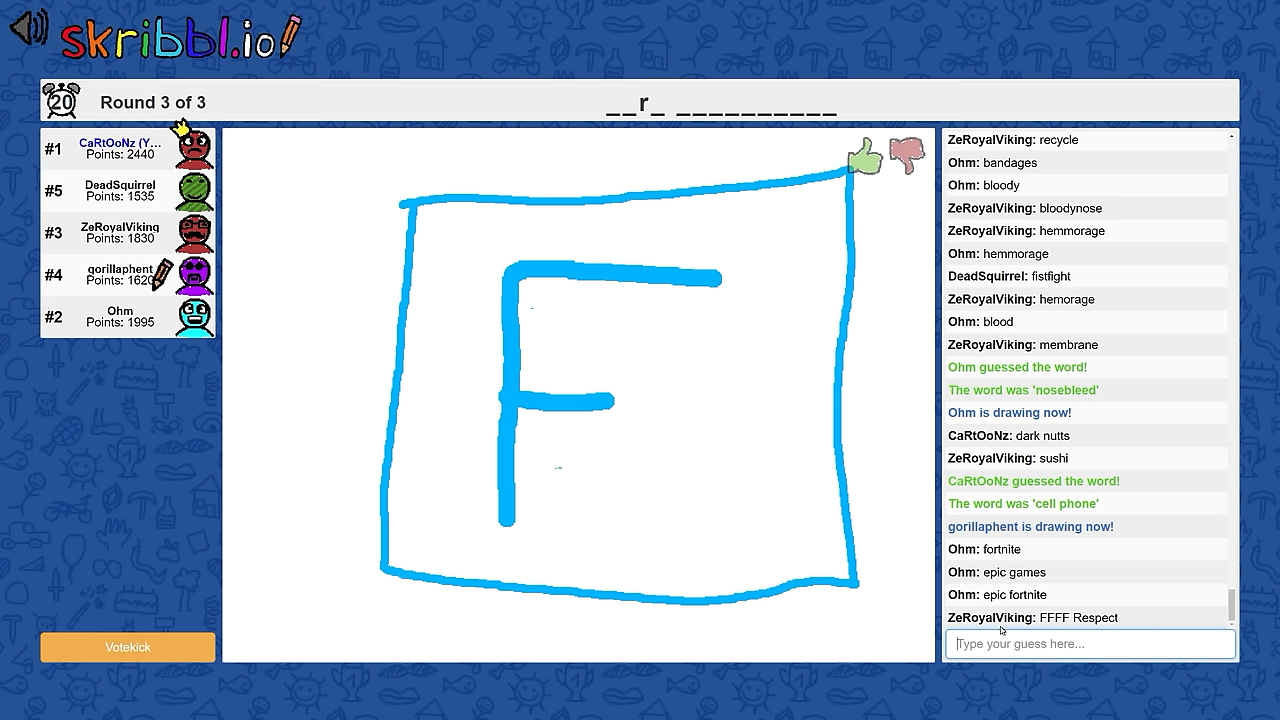 skribbl.io
20
Round 3 of 3
__r_ __________
#1 CaRtOoNz (Y...
Points: 2440
#5 DeadSquirrel
Points: 1535
#3 ZeRoyalViking
Points: 1830
#4 gorillaphent
Points: 1620
#2 Ohm
Points: 1995
Votekick
F
ZeRoyalViking: recycle
Ohm: bandages
Ohm: bloody
ZeRoyalViking: bloodynose
ZeRoyalViking: hemmorage
Ohm: hemmorage
DeadSquirrel: fistfight
ZeRoyalViking: hemorage
Ohm: blood
ZeRoyalViking: membrane
Ohm guessed the word!
The word was 'nosebleed'
Ohm is drawing now!
CaRtOoNz: dark nutts
ZeRoyalViking: sushi
CaRtOoNz guessed the word!
The word was 'cell phone'
gorillaphent is drawing now!
Ohm: fortnite
Ohm: epic games
Ohm: epic fortnite
ZeRoyalViking: FFFF Respect
Type your guess here...